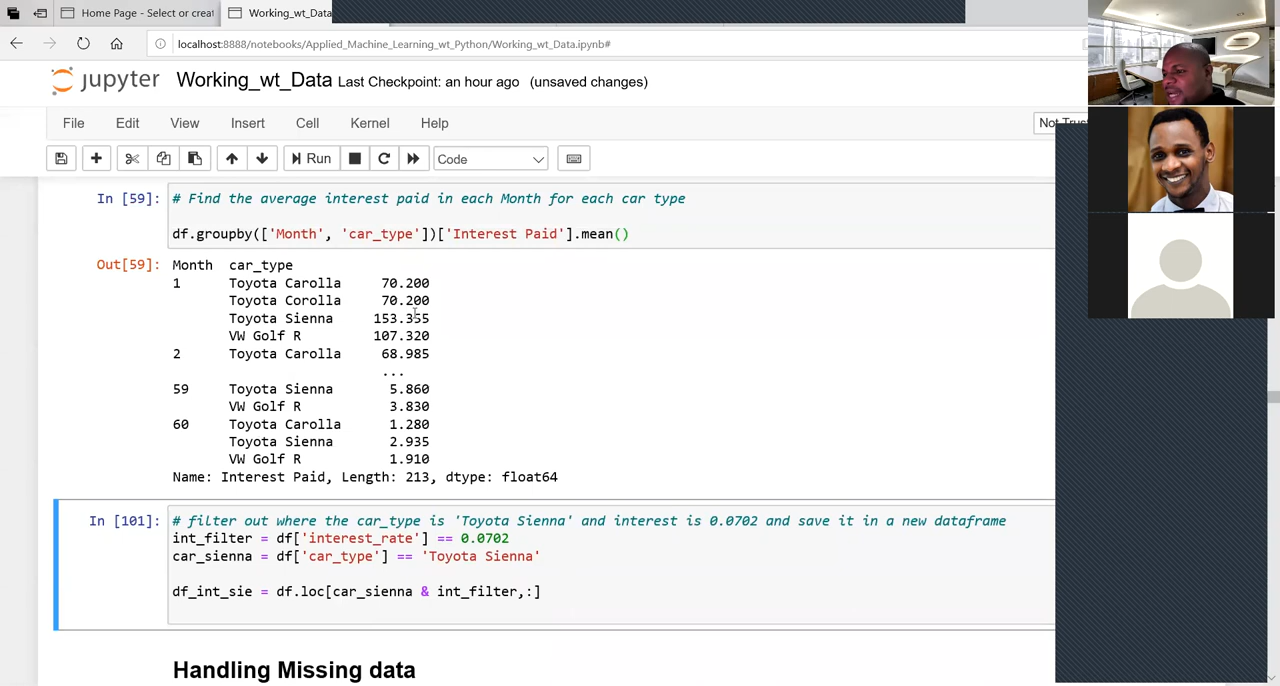 Home Page - Select or creat
Working_wt_Data
localhost:8888/notebooks/Applied_Machine_Learning_wt_Python/Working_wt_Data.ipynb#
jupyter Working_wt_Data Last Checkpoint: an hour ago (unsaved changes)
File Edit View Insert Cell Kernel Help
Not Trust
Run Code
In [59]: # Find the average interest paid in each Month for each car type
df.groupby(['Month', 'car_type'])['Interest Paid'].mean()
Out[59]: Month car_type
1 Toyota Carolla 70.200
Toyota Corolla 70.200
Toyota Sienna 153.355
VW Golf R 107.320
2 Toyota Carolla 68.985
...
59 Toyota Sienna 5.860
VW Golf R 3.830
60 Toyota Carolla 1.280
Toyota Sienna 2.935
VW Golf R 1.910
Name: Interest Paid, Length: 213, dtype: float64
In [101]: # filter out where the car_type is 'Toyota Sienna' and interest is 0.0702 and save it in a new dataframe
int_filter = df['interest_rate'] == 0.0702
car_sienna = df['car_type'] == 'Toyota Sienna'
df_int_sie = df.loc[car_sienna & int_filter,:]
Handling Missing data